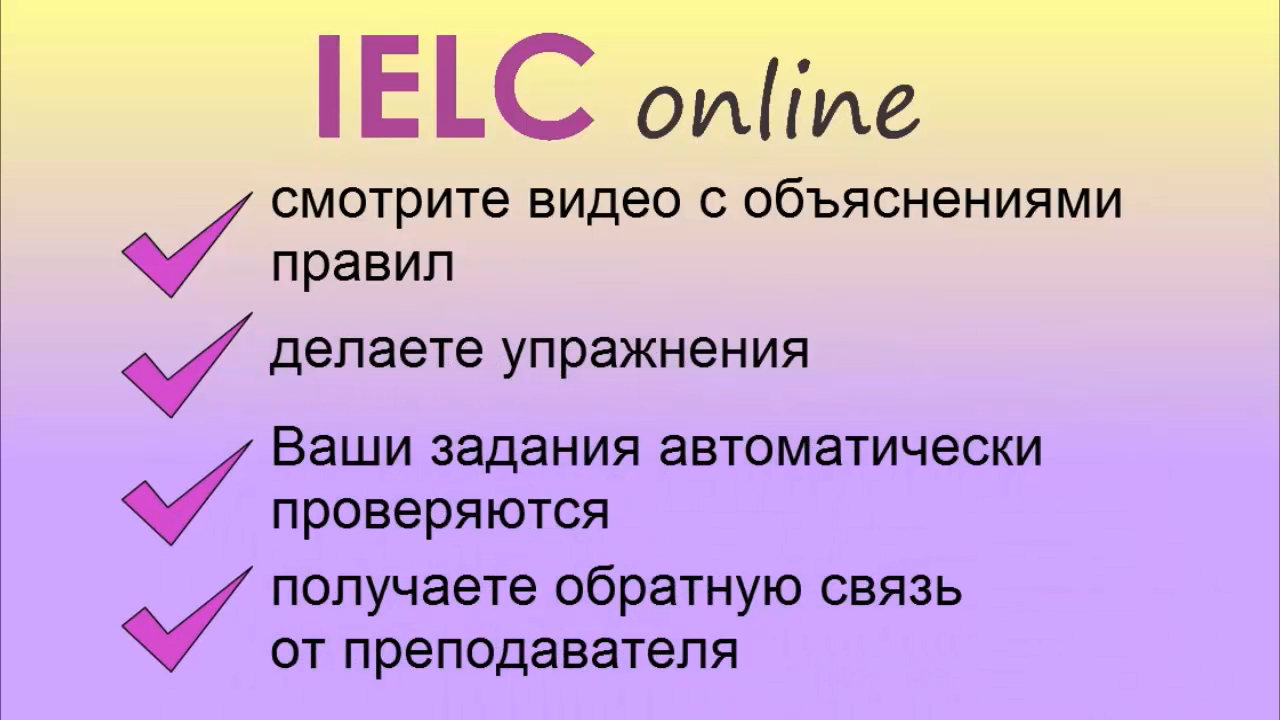 IELC online
смотрите видео с объяснениями
правил
делаете упражнения
Ваши задания автоматически
проверяются
получаете обратную связь
от преподавателя